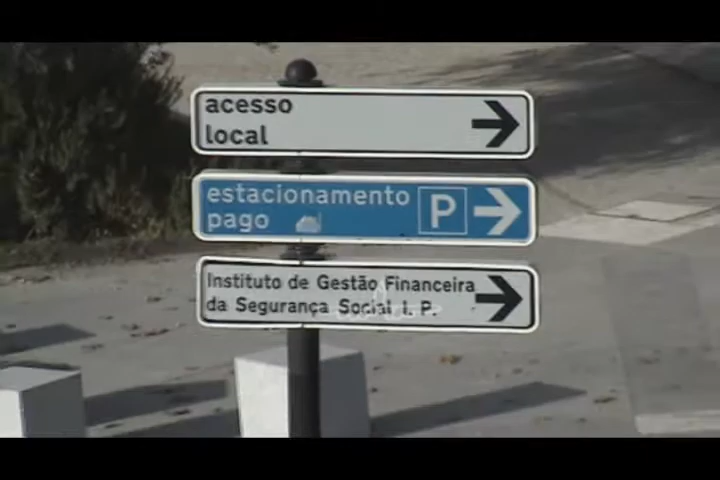 acesso
local
estacionamento
pago
P
Instituto de Gestão Financeira
da Segurança Social I. P.